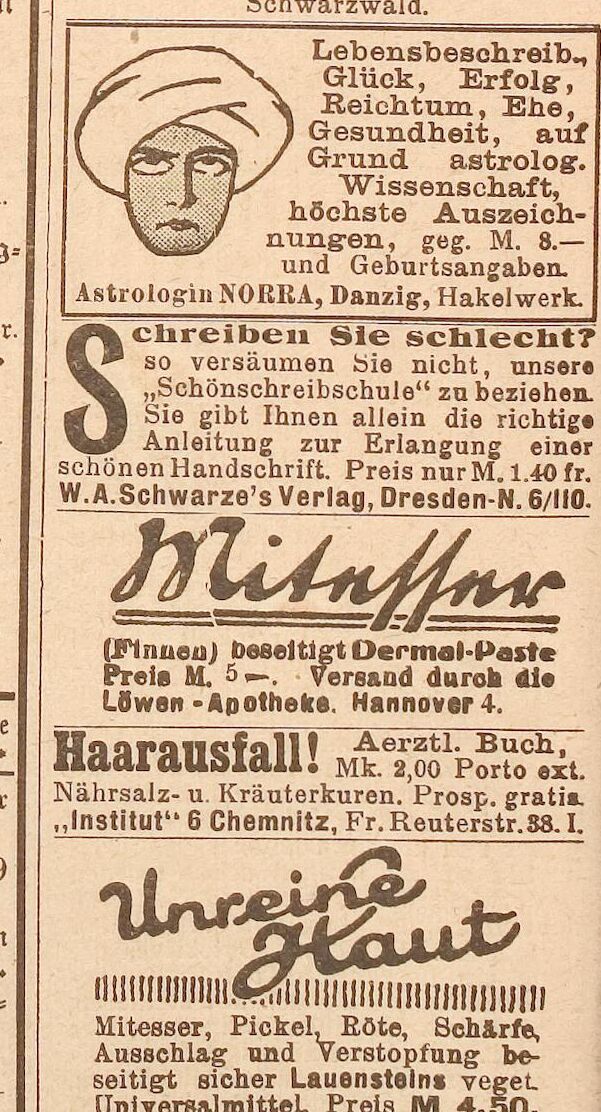 Schwarzwald.
Lebensbeschreib.,
Glück, Erfolg,
Reichtum, Ehe,
Gesundheit, auf
Grund astrolog.
Wissenschaft,
höchste Auszeich-
nungen, geg. M. 8.—
und Geburtsangaben.
Astrologin NORRA, Danzig, Hakelwerk.
Schreiben Sie schlecht?
so versäumen Sie nicht, unsere
„Schönschreibschule“ zu beziehen.
Sie gibt Ihnen allein die richtige
Anleitung zur Erlangung einer
schönen Handschrift. Preis nur M. 1.40 fr.
W.A. Schwarze's Verlag, Dresden-N. 6/110.
Mitesser
(Finnen) beseitigt Dermal-Paste
Preis M. 5—. Versand durch die
Löwen-Apotheke. Hannover 4.
Haarausfall! Aerztl. Buch,
Mk. 2,00 Porto ext.
Nährsalz- u. Kräuterkuren. Prosp. gratis.
„Institut“ 6 Chemnitz, Fr. Reuterstr. 38. I.
Unreine
Haut
Mitesser, Pickel, Röte, Schärfe,
Ausschlag und Verstopfung be-
seitigt sicher Lauensteins veget.
Universalmittel. Preis M 4.50.